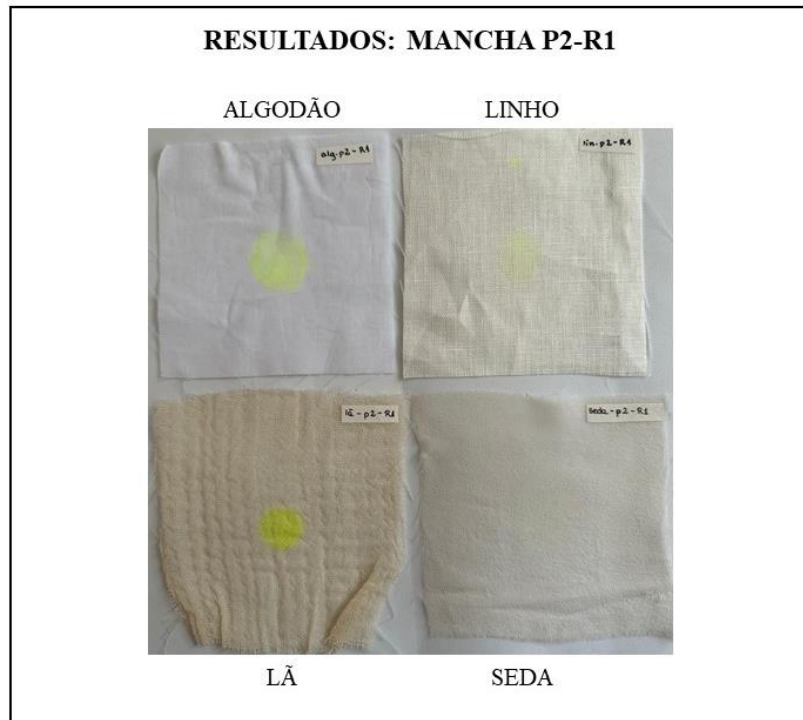 RESULTADOS: MANCHA P2-R1
ALGODÃO LINHO
alg.p2-R1
lin.p2-R1
lã-p2-R1
seda-p2-R1
LÃ SEDA